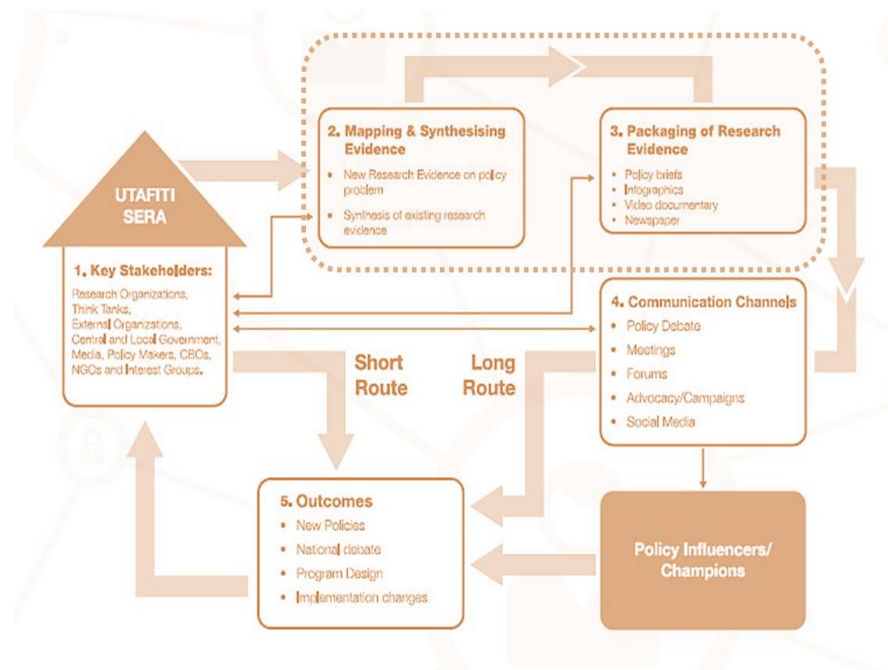 a
UTAFITI
SERA
1. Key Stakeholders:
Research Organizations,
Think Tanks,
External Organizations,
Central and Local Government,
Media, Policy Makers, CBOs,
NGOs and Interest Groups.
2. Mapping & Synthesising
Evidence
• New Research Evidence on policy
problem
• Synthesis of existing research
evidence
3. Packaging of Research
Evidence
• Policy briefs
• Infographics
• Video documentary
• Newspaper
4. Communication Channels
• Policy Debate
• Meetings
• Forums
• Advocacy/Campaigns
• Social Media
Short
Route
Long
Route
5. Outcomes
• New Policies
• National debate
• Program Design
• Implementation changes
Policy Influencers/
Champions